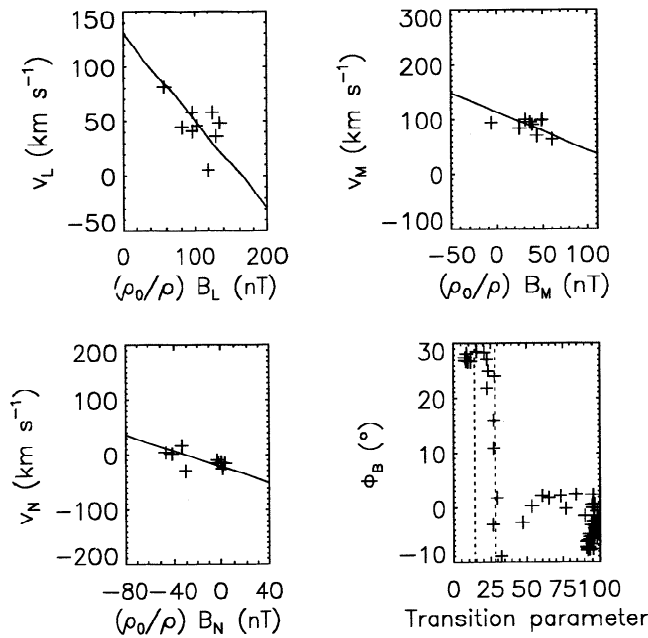 150
100
50
0
−50
v_L (km s⁻¹)
0 100 200
(ρ₀/ρ) B_L (nT)
300
200
100
0
−100
v_M (km s⁻¹)
−50 0 50 100
(ρ₀/ρ) B_M (nT)
200
100
0
−100
−200
v_N (km s⁻¹)
−80 −40 0 40
(ρ₀/ρ) B_N (nT)
30
20
10
0
−10
ϕ_B (°)
0 25 50 75 100
Transition parameter